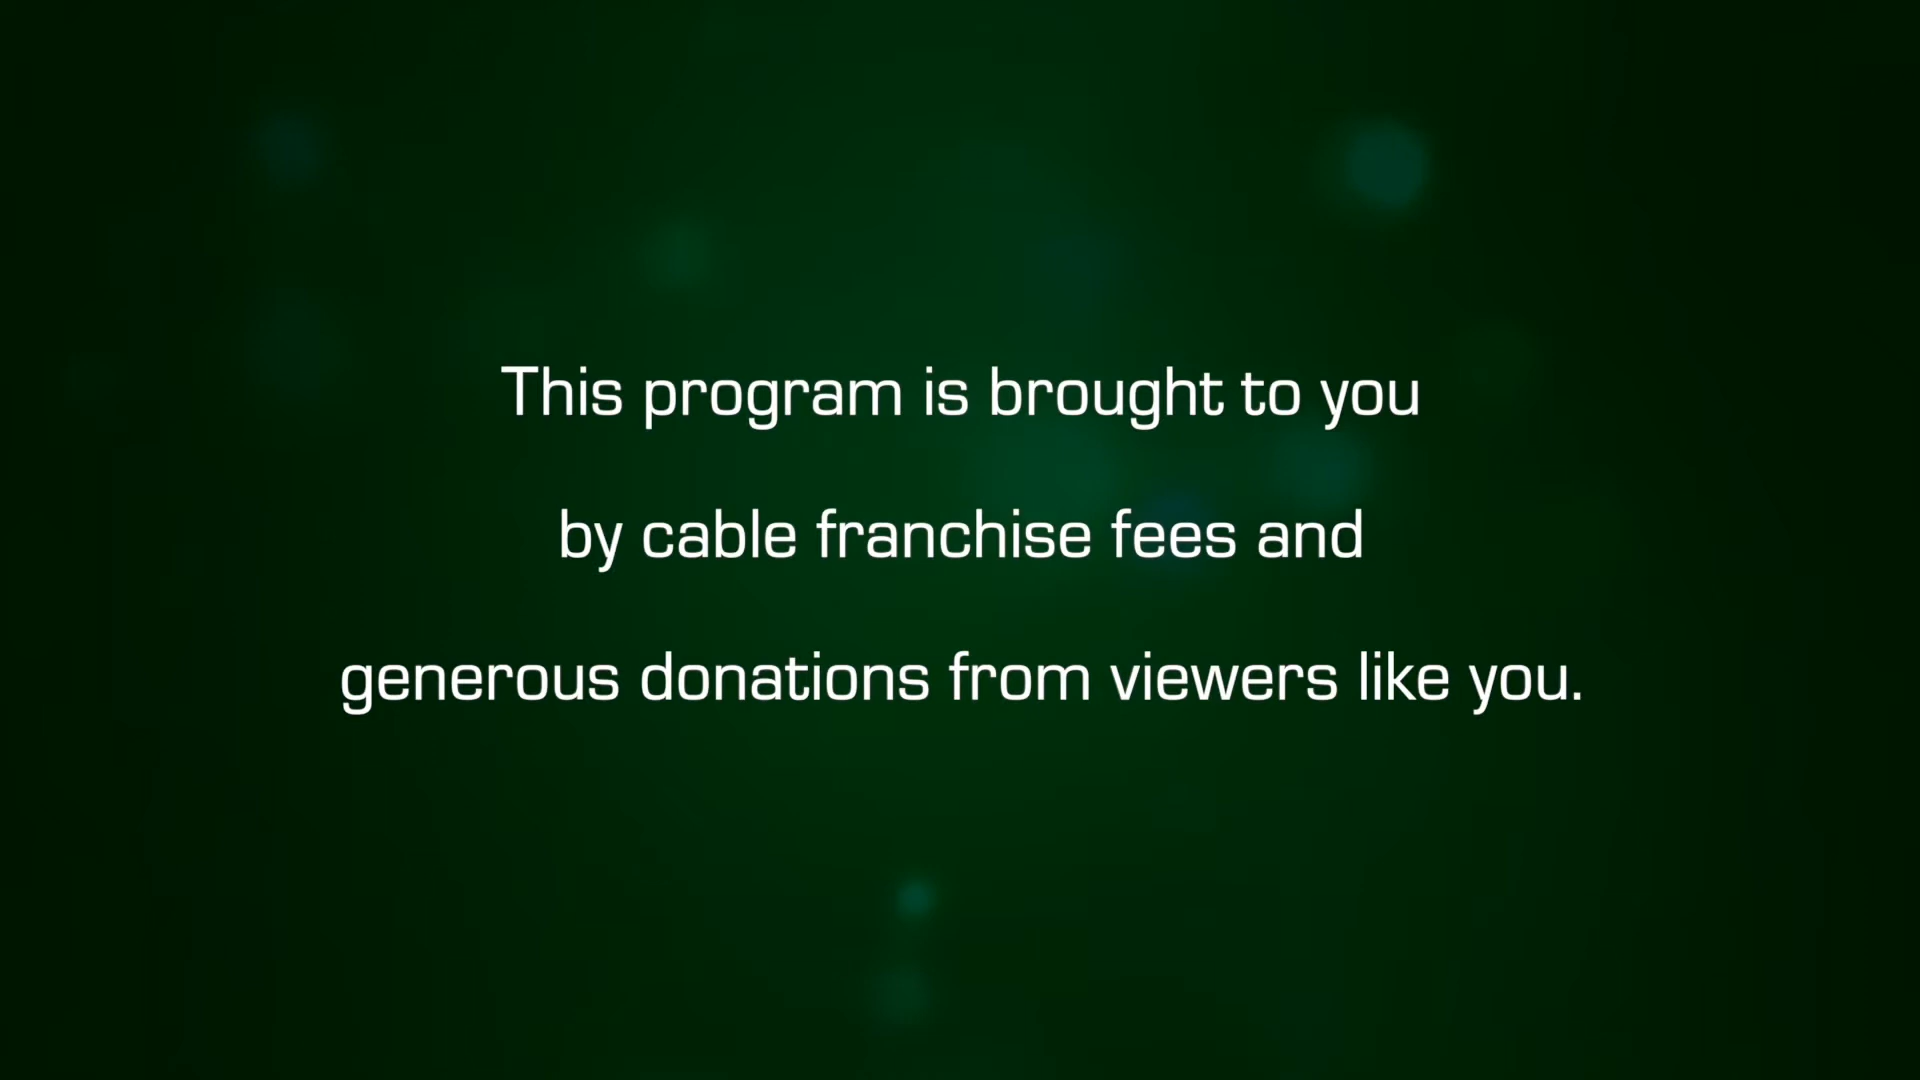 This program is brought to you
by cable franchise fees and
generous donations from viewers like you.